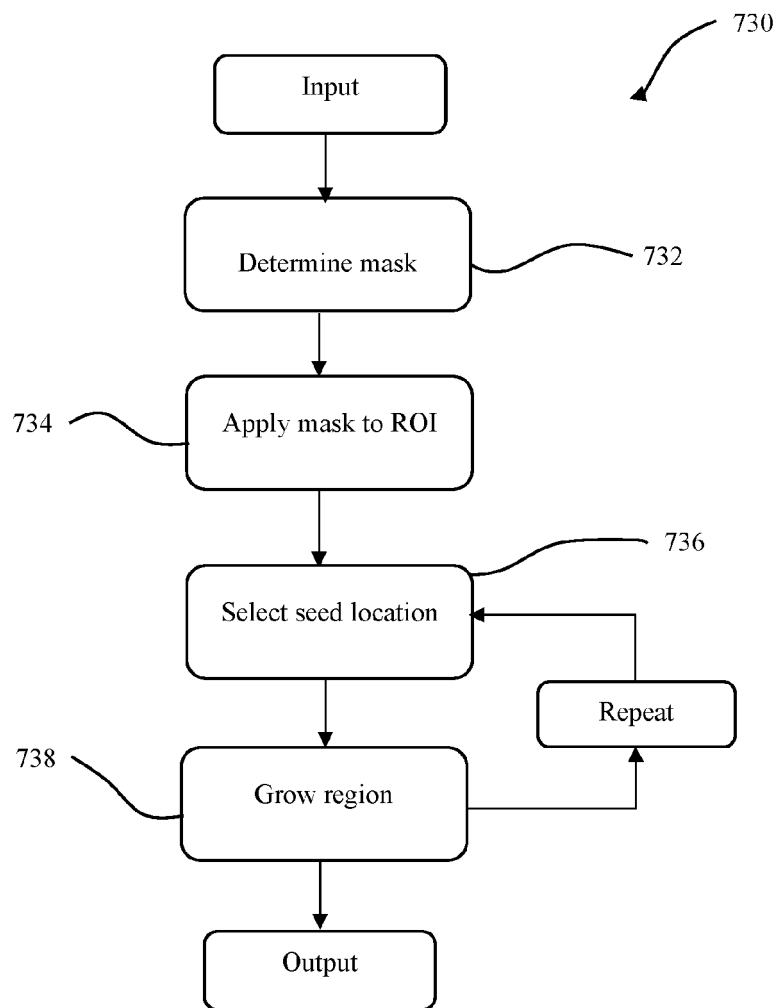 730
Input
Determine mask
732
734
Apply mask to ROI
736
Select seed location
Repeat
738
Grow region
Output